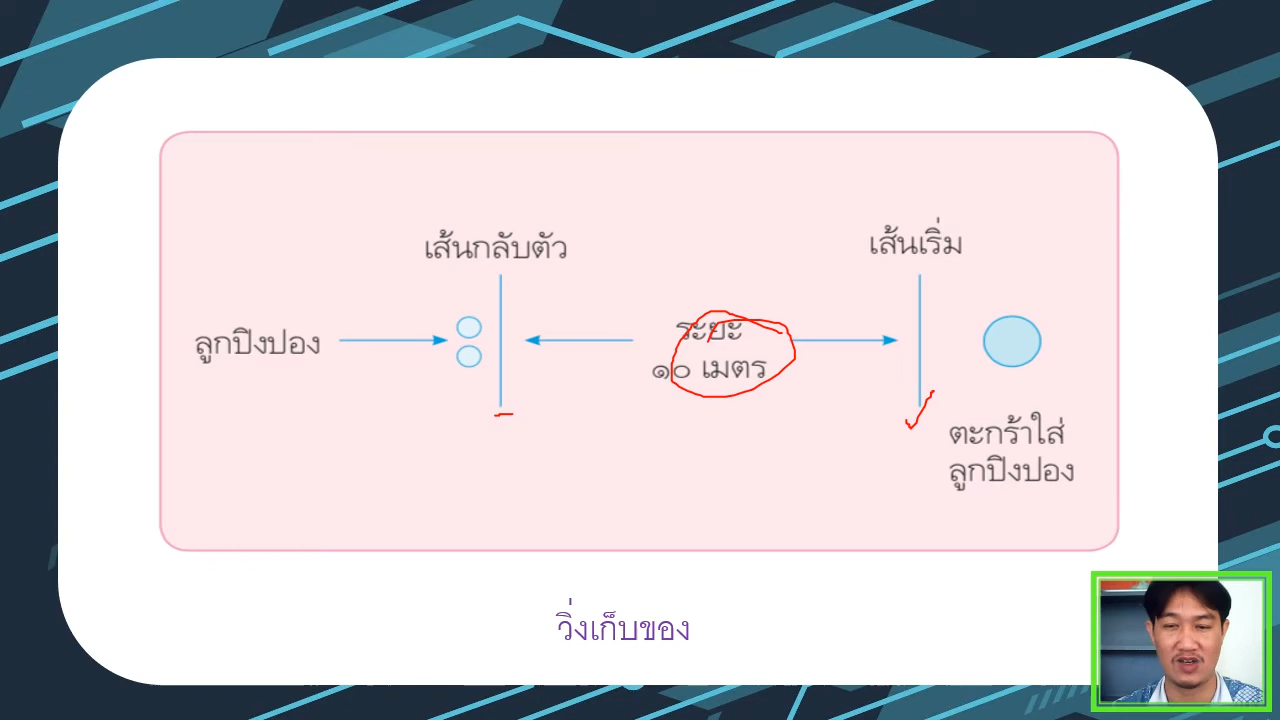 เส้นกลับตัว
เส้นเริ่ม
ลูกปิงปอง
ระยะ
๑๐ เมตร
ตะกร้าใส่
ลูกปิงปอง
วิ่งเก็บของ